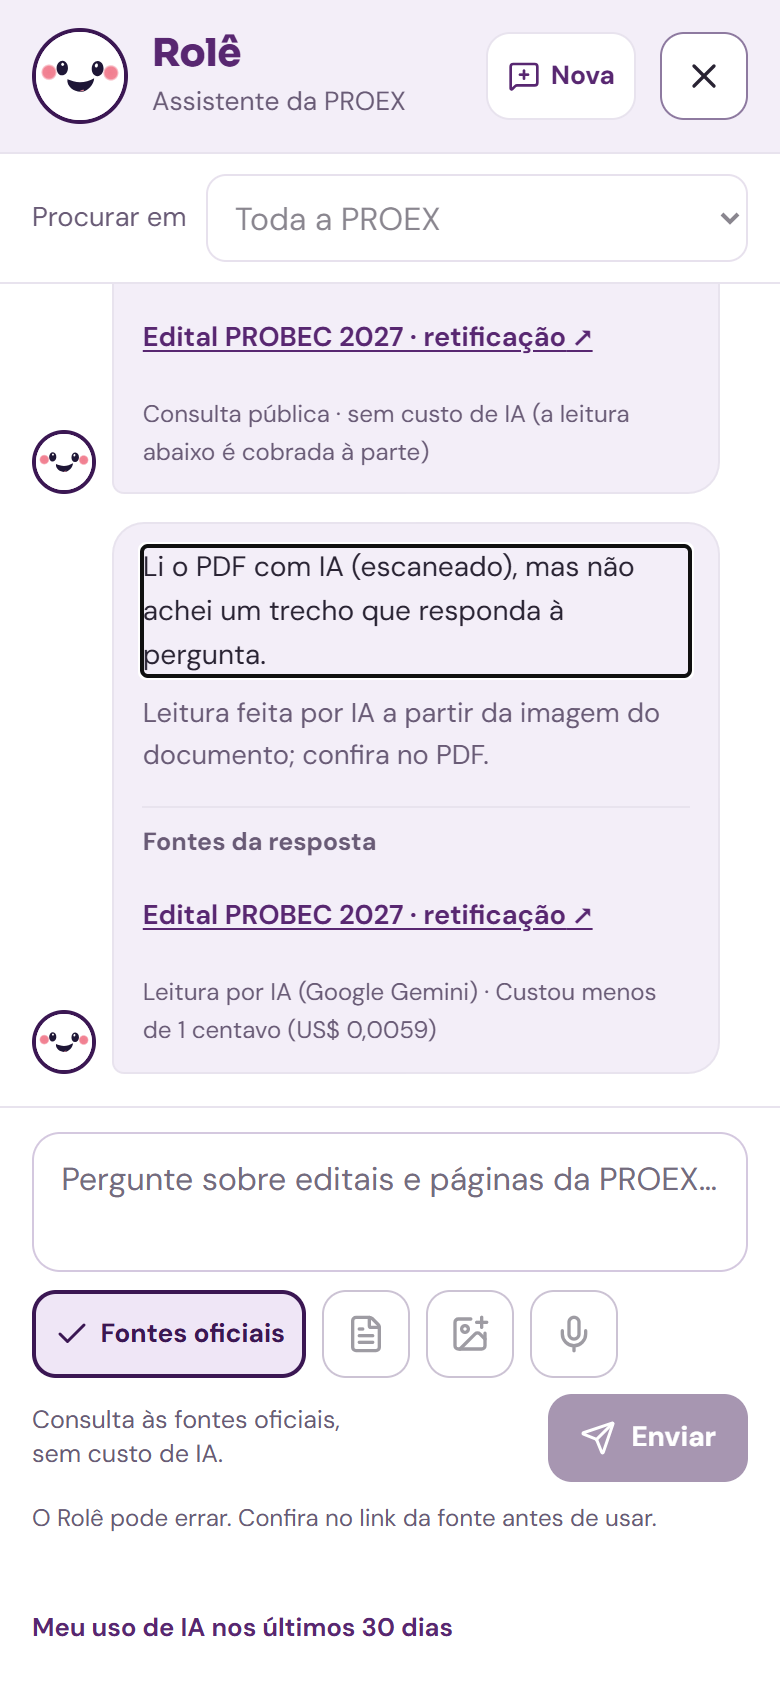 Rolê
Assistente da PROEX
Nova
Procurar em
Toda a PROEX
Edital PROBEC 2027 · retificação ↗
Consulta pública · sem custo de IA (a leitura
abaixo é cobrada à parte)
Li o PDF com IA (escaneado), mas não
achei um trecho que responda à
pergunta.
Leitura feita por IA a partir da imagem do
documento; confira no PDF.
Fontes da resposta
Edital PROBEC 2027 · retificação ↗
Leitura por IA (Google Gemini) · Custou menos
de 1 centavo (US$ 0,0059)
Pergunte sobre editais e páginas da PROEX…
Fontes oficiais
Consulta às fontes oficiais,
sem custo de IA.
Enviar
O Rolê pode errar. Confira no link da fonte antes de usar.
Meu uso de IA nos últimos 30 dias